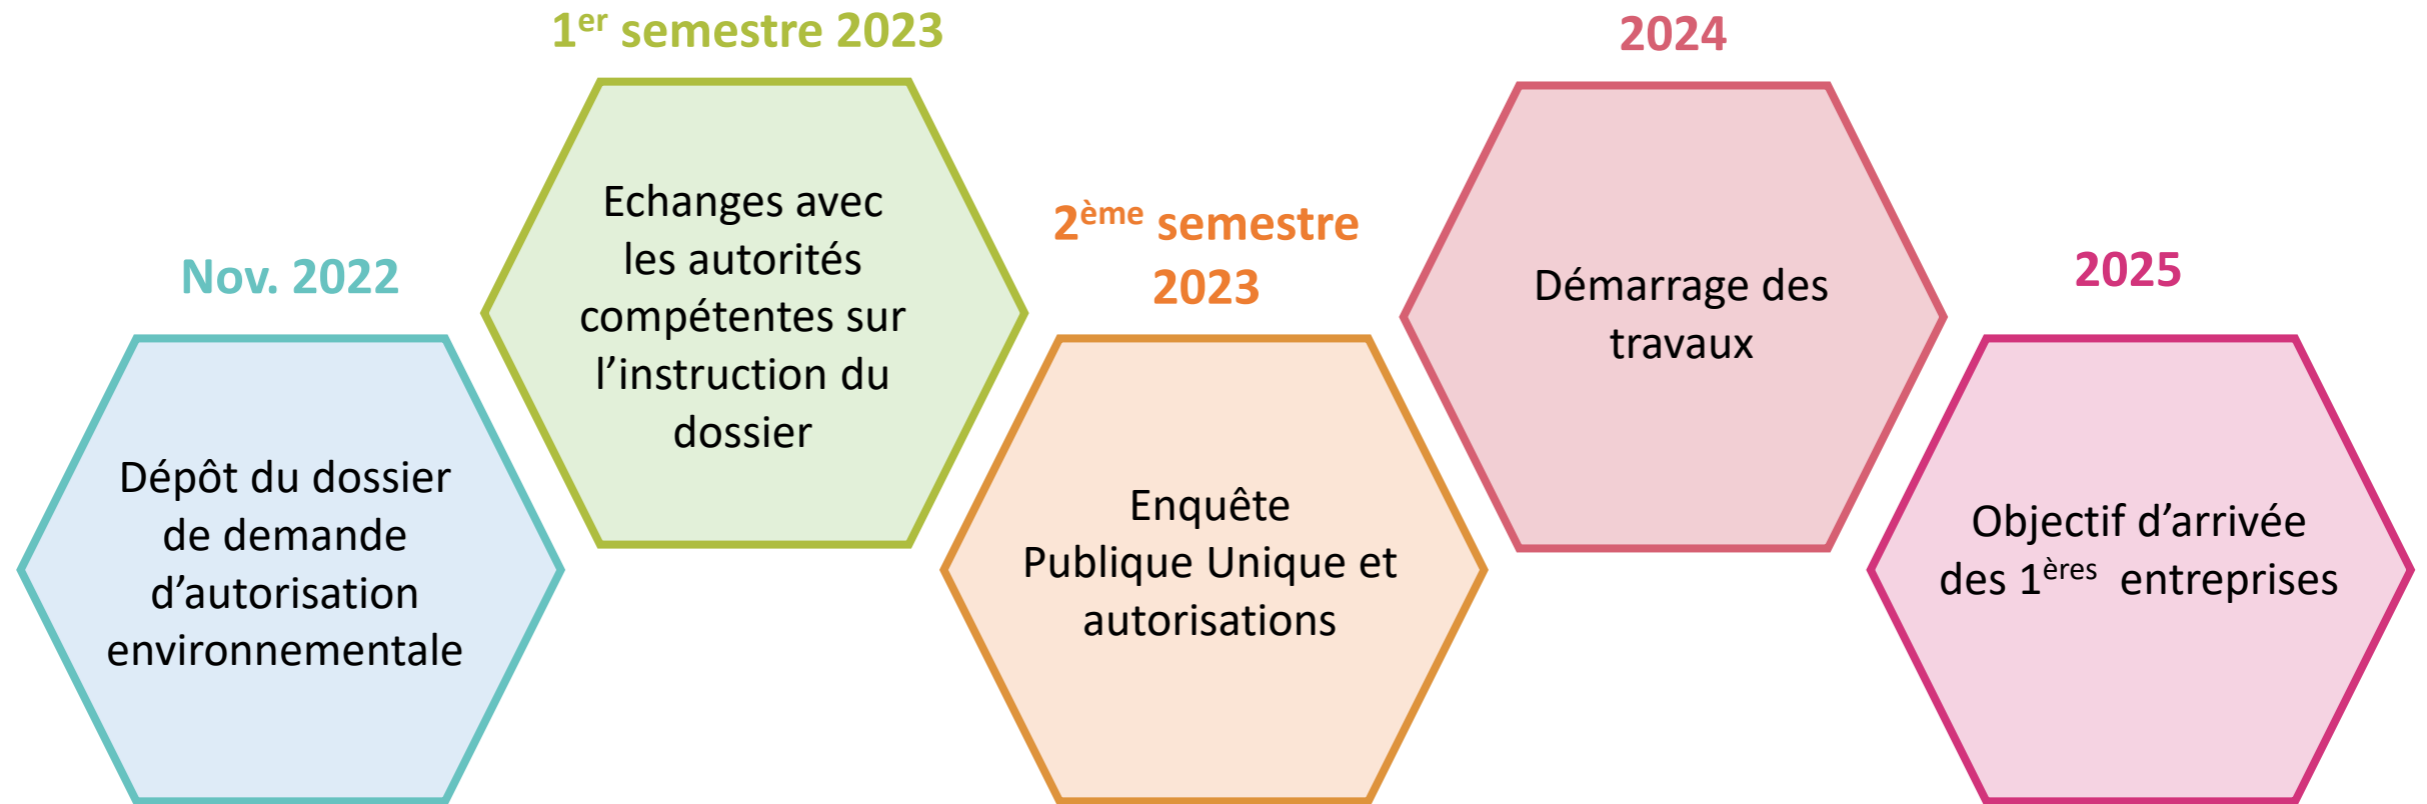 Nov. 2022
Dépôt du dossier
de demande
d’autorisation
environnementale
1er semestre 2023
Echanges avec
les autorités
compétentes sur
l’instruction du
dossier
2ème semestre
2023
Enquête
Publique Unique et
autorisations
2024
Démarrage des
travaux
2025
Objectif d’arrivée
des 1ères entreprises